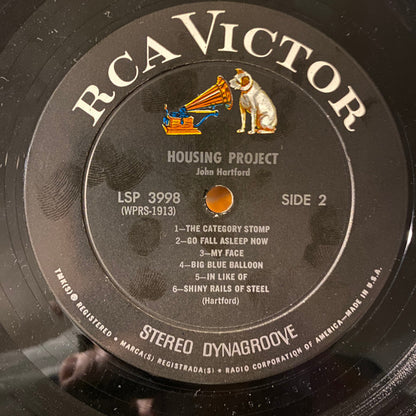 RCA VICTOR
HOUSING PROJECT
John Hartford
LSP 3998
(WPRS-1913)
SIDE 2
1—THE CATEGORY STOMP
2—GO FALL ASLEEP NOW
3—MY FACE
4—BIG BLUE BALLOON
5—IN LIKE OF
6—SHINY RAILS OF STEEL
(Hartford)
STEREO DYNAGROOVE
TMK(S) ® REGISTERED • MARCA(S) REGISTRADA(S) • RADIO CORPORATION OF AMERICA—MADE IN U.S.A.